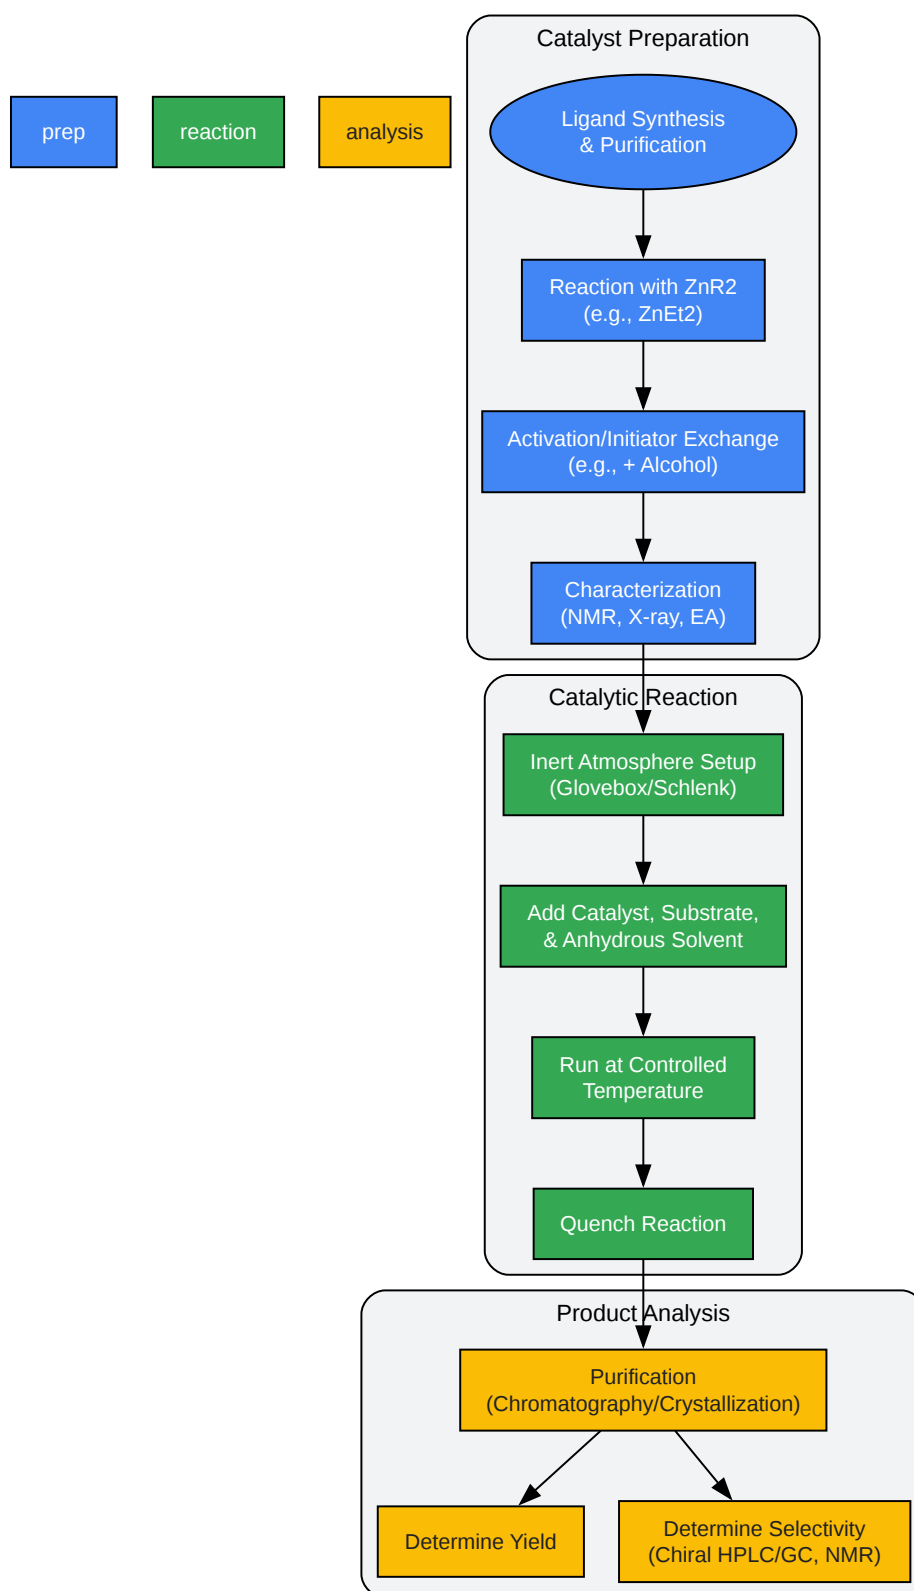 Catalyst Preparation
prep
reaction
analysis
Ligand Synthesis
& Purification
Reaction with ZnR2
(e.g., ZnEt2)
Activation/Initiator Exchange
(e.g., + Alcohol)
Characterization
(NMR, X-ray, EA)
Catalytic Reaction
Inert Atmosphere Setup
(Glovebox/Schlenk)
Add Catalyst, Substrate,
& Anhydrous Solvent
Run at Controlled
Temperature
Quench Reaction
Product Analysis
Purification
(Chromatography/Crystallization)
Determine Yield
Determine Selectivity
(Chiral HPLC/GC, NMR)